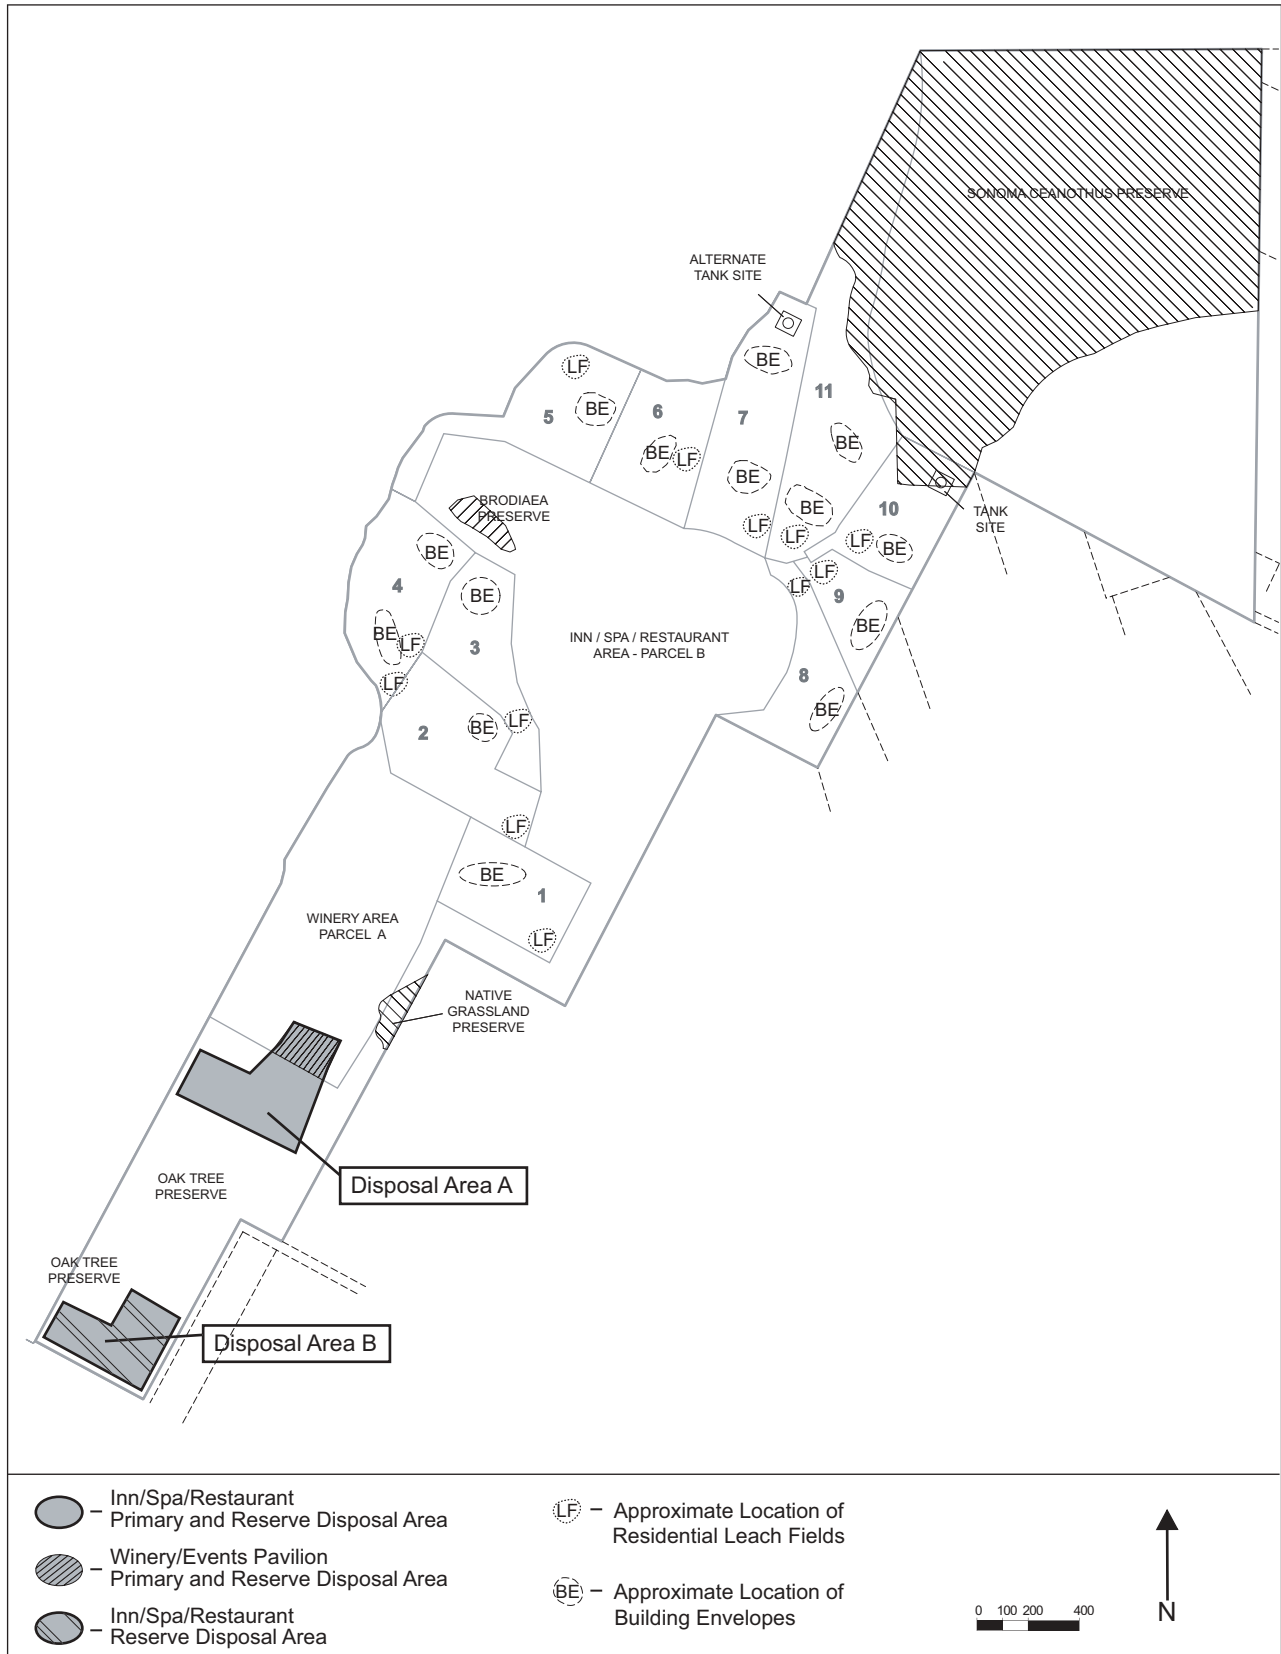 SONOMA CEANOTHUS PRESERVE
ALTERNATE
TANK SITE
LF
BE
BE
5
6
7
11
BE
BE
LF
BE
BE
BE
LF
LF
10
TANK
SITE
BRODIAEA
PRESERVE
BE
LF
BE
LF
LF
9
4
BE
BE
BE
LF
3
INN / SPA / RESTAURANT
AREA - PARCEL B
8
LF
BE
2
BE
LF
LF
BE
1
LF
WINERY AREA
PARCEL A
NATIVE
GRASSLAND
PRESERVE
OAK TREE
PRESERVE
Disposal Area A
OAK TREE
PRESERVE
Disposal Area B
Inn/Spa/Restaurant
Primary and Reserve Disposal Area
Winery/Events Pavilion
Primary and Reserve Disposal Area
Inn/Spa/Restaurant
Reserve Disposal Area
LF – Approximate Location of
Residential Leach Fields
BE – Approximate Location of
Building Envelopes
0 100 200 400
N